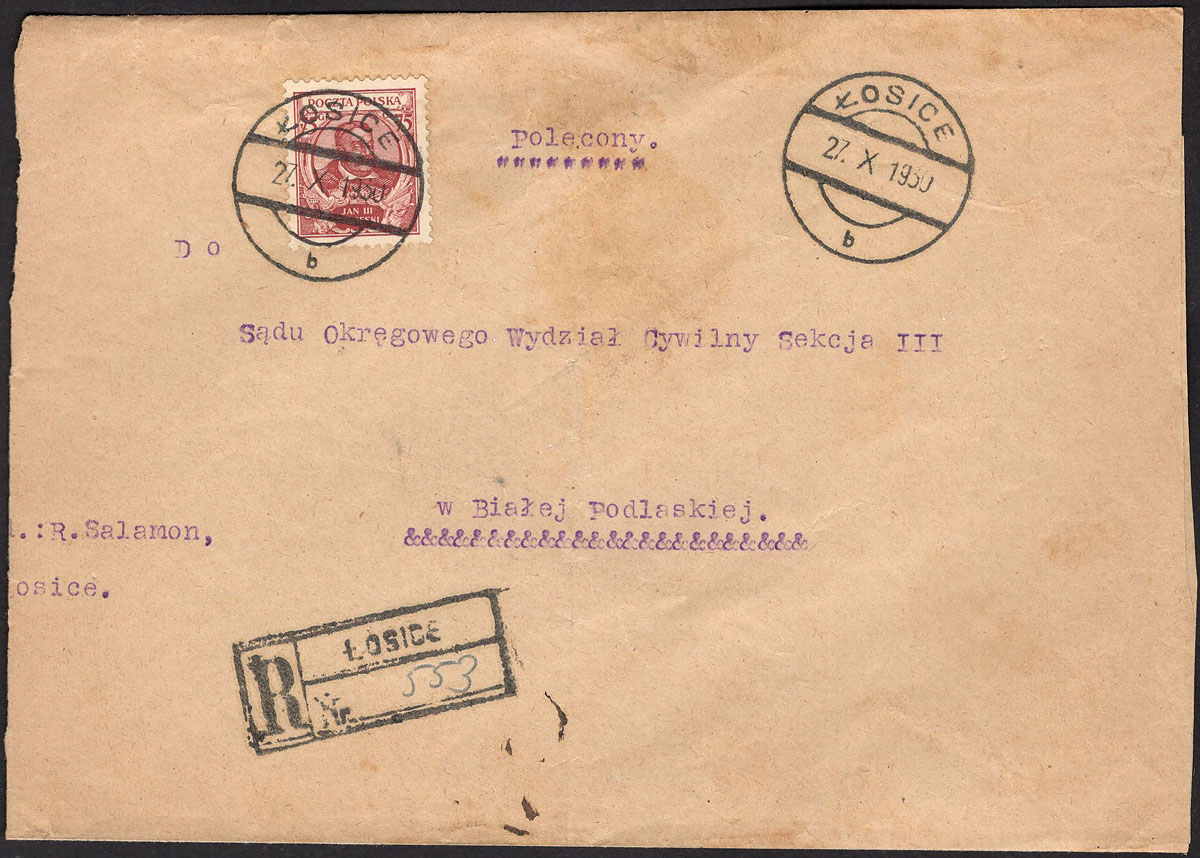 POCZTA POLSKA
75
JAN III
ŁOSICE
27. X 1930
b
Polecony.
"""""""""
ŁOSICE
27. X 1930
b
Do
Sądu Okręgowego Wydział Cywilny Sekcja III
w Białej Podlaskiej.
&&&&&&&&&&&&&&&&&&&&&&&&&
.:R.Salamon,
osice.
R ŁOSICE
Nr. 553